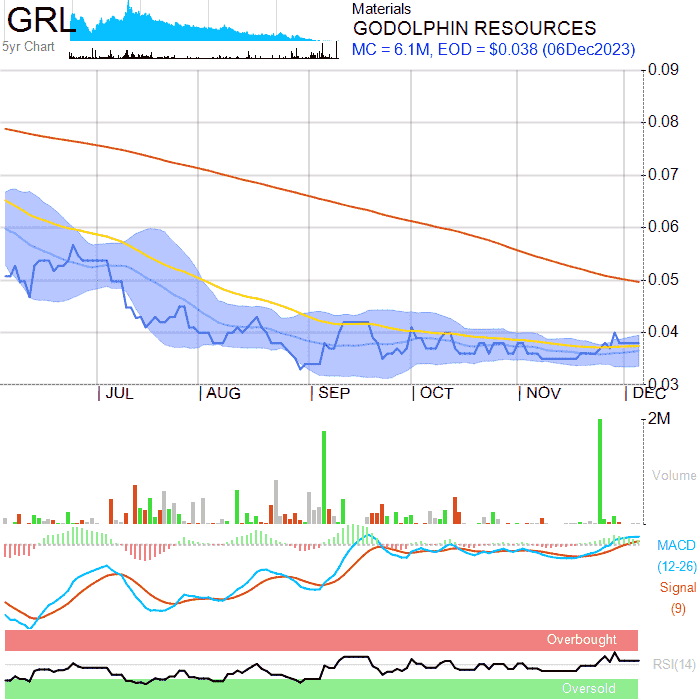 GRL
5yr Chart
Materials
GODOLPHIN RESOURCES
MC = 6.1M, EOD = $0.038 (06Dec2023)
0.09
0.08
0.07
0.06
0.05
0.04
0.03
JUL AUG SEP OCT NOV DEC
2M
Volume
MACD
(12-26)
Signal
(9)
Overbought
RSI(14)
Oversold